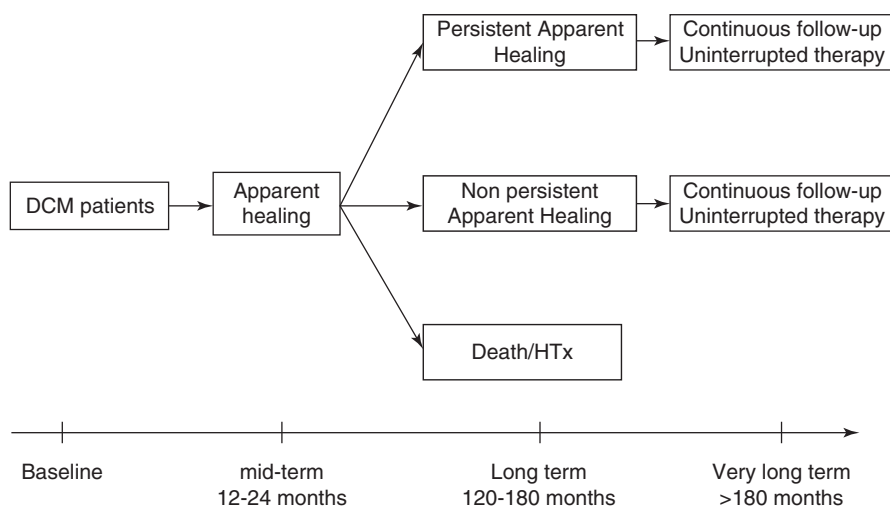 Persistent Apparent
Healing
Continuous follow-up
Uninterrupted therapy
DCM patients
Apparent
healing
Non persistent
Apparent Healing
Continuous follow-up
Uninterrupted therapy
Death/HTx
Baseline
mid-term
12-24 months
Long term
120-180 months
Very long term
>180 months